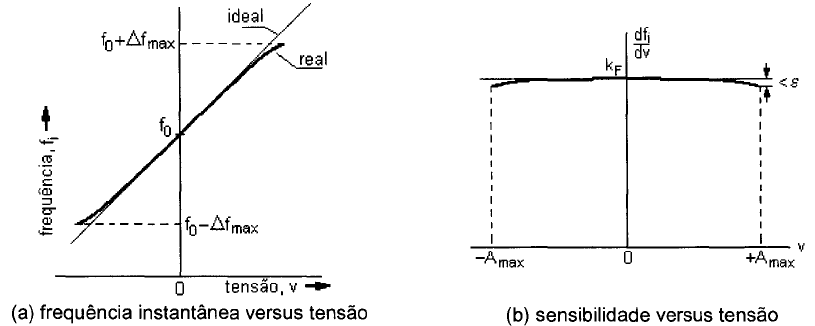 ideal
f₀+Δfmax
real
frequência, fᵢ
f₀
f₀−Δfmax
0
tensão, v
(a) frequência instantânea versus tensão
dfᵢ
dv
kF
<ε
v
−Amax
0
+Amax
(b) sensibilidade versus tensão